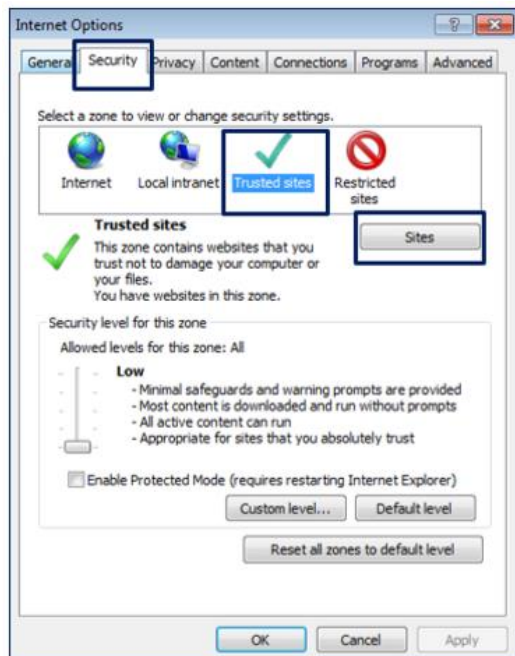 Internet Options
General Security Privacy Content Connections Programs Advanced
Select a zone to view or change security settings.
Internet Local intranet Trusted sites Restricted sites
Trusted sites
Sites
This zone contains websites that you
trust not to damage your computer or
your files.
You have websites in this zone.
Security level for this zone
Allowed levels for this zone: All
Low
- Minimal safeguards and warning prompts are provided
- Most content is downloaded and run without prompts
- All active content can run
- Appropriate for sites that you absolutely trust
Enable Protected Mode (requires restarting Internet Explorer)
Custom level... Default level
Reset all zones to default level
OK Cancel Apply